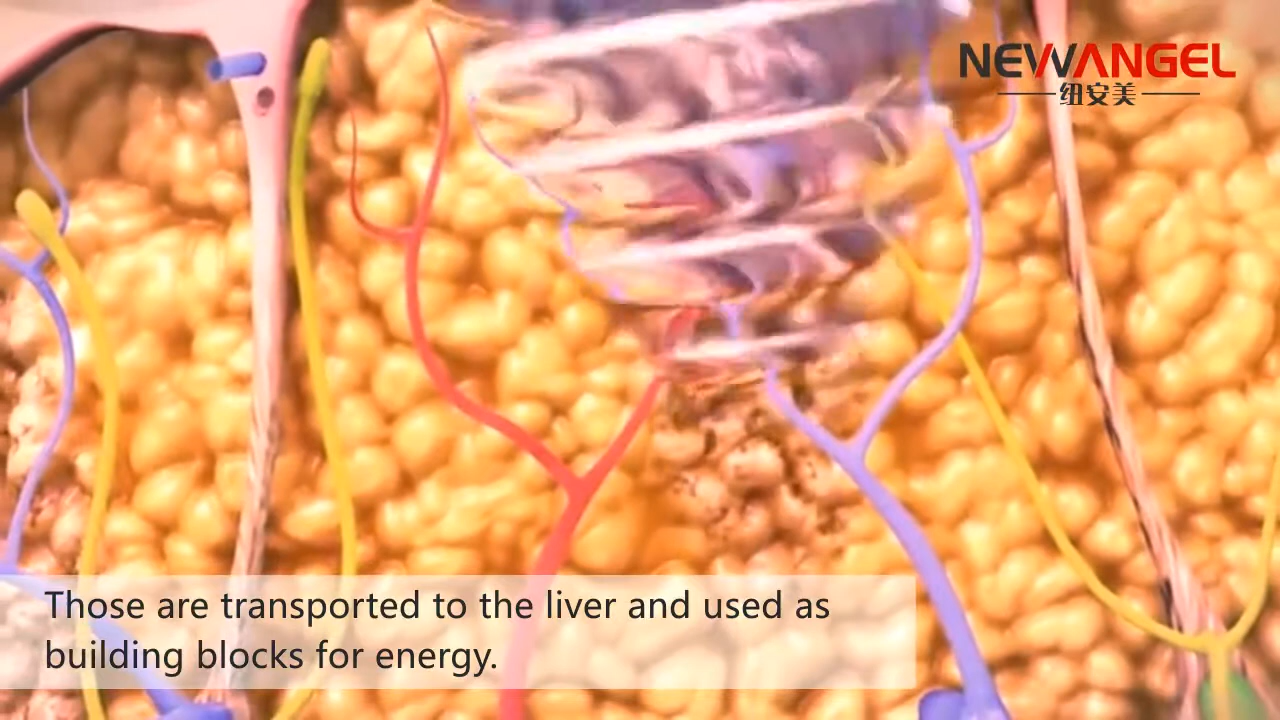 NEWANGEL
纽安美
Those are transported to the liver and used as
building blocks for energy.